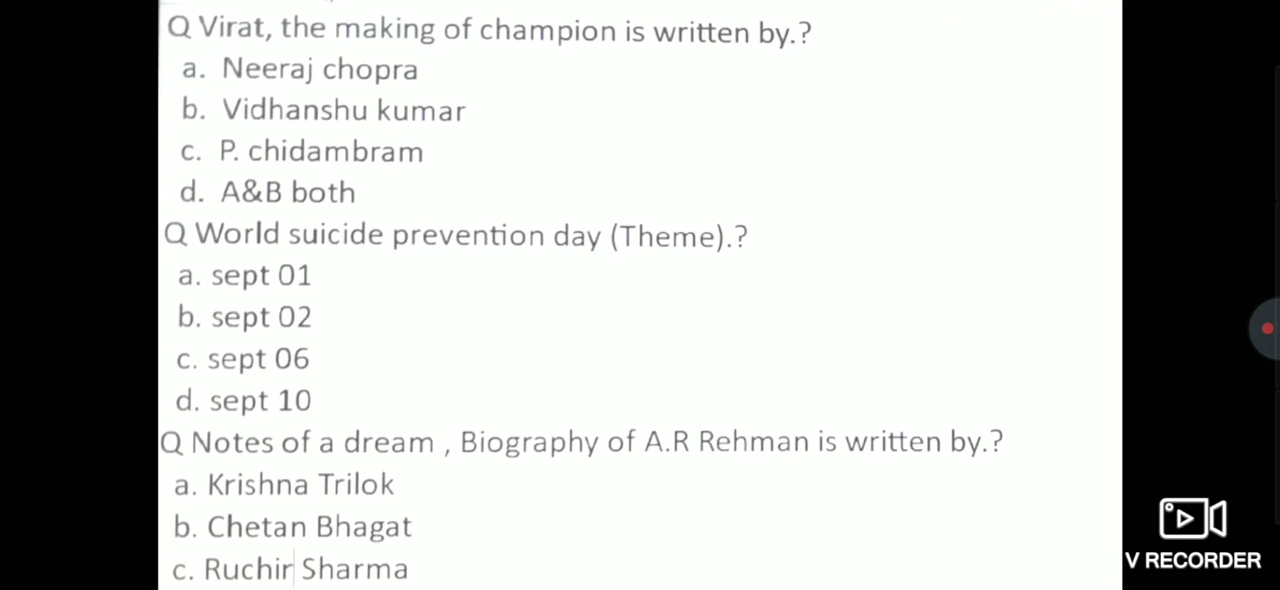 Q Virat, the making of champion is written by.?
a. Neeraj chopra
b. Vidhanshu kumar
c. P. chidambram
d. A&B both
Q World suicide prevention day (Theme).?
a. sept 01
b. sept 02
c. sept 06
d. sept 10
Q Notes of a dream , Biography of A.R Rehman is written by.?
a. Krishna Trilok
b. Chetan Bhagat
c. Ruchir Sharma
V RECORDER